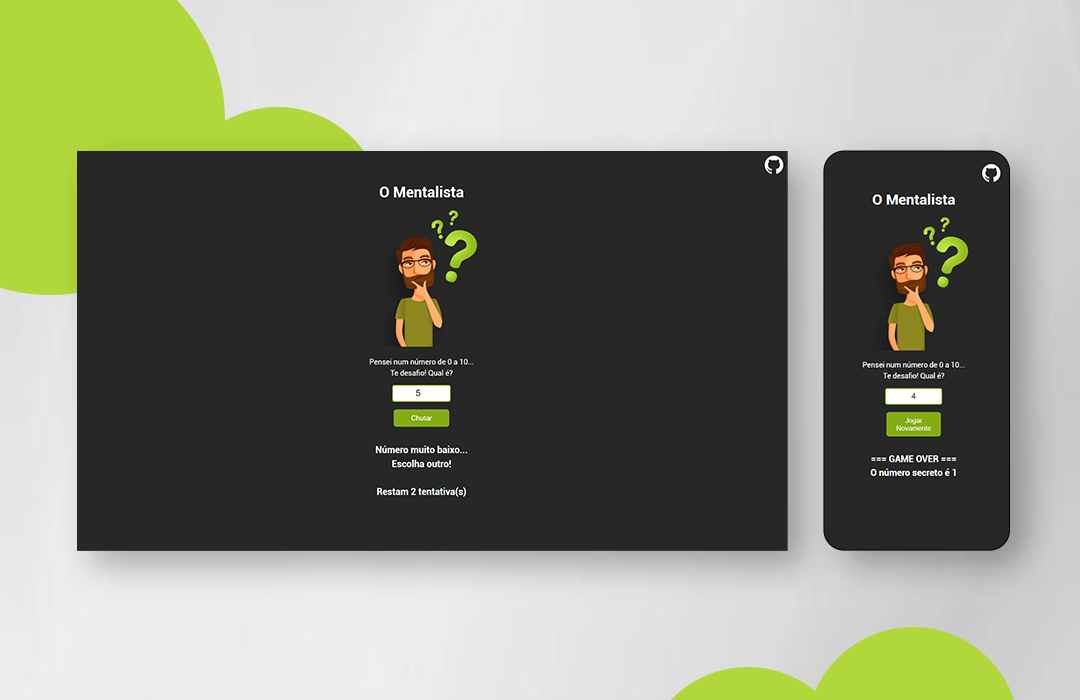 O Mentalista
? ? ?
Pensei num número de 0 a 10...
Te desafio! Qual é?
5
Chutar
Número muito baixo...
Escolha outro!
Restam 2 tentativa(s)
O Mentalista
? ? ?
Pensei num número de 0 a 10...
Te desafio! Qual é?
4
Jogar
Novamente
=== GAME OVER ===
O número secreto é 1